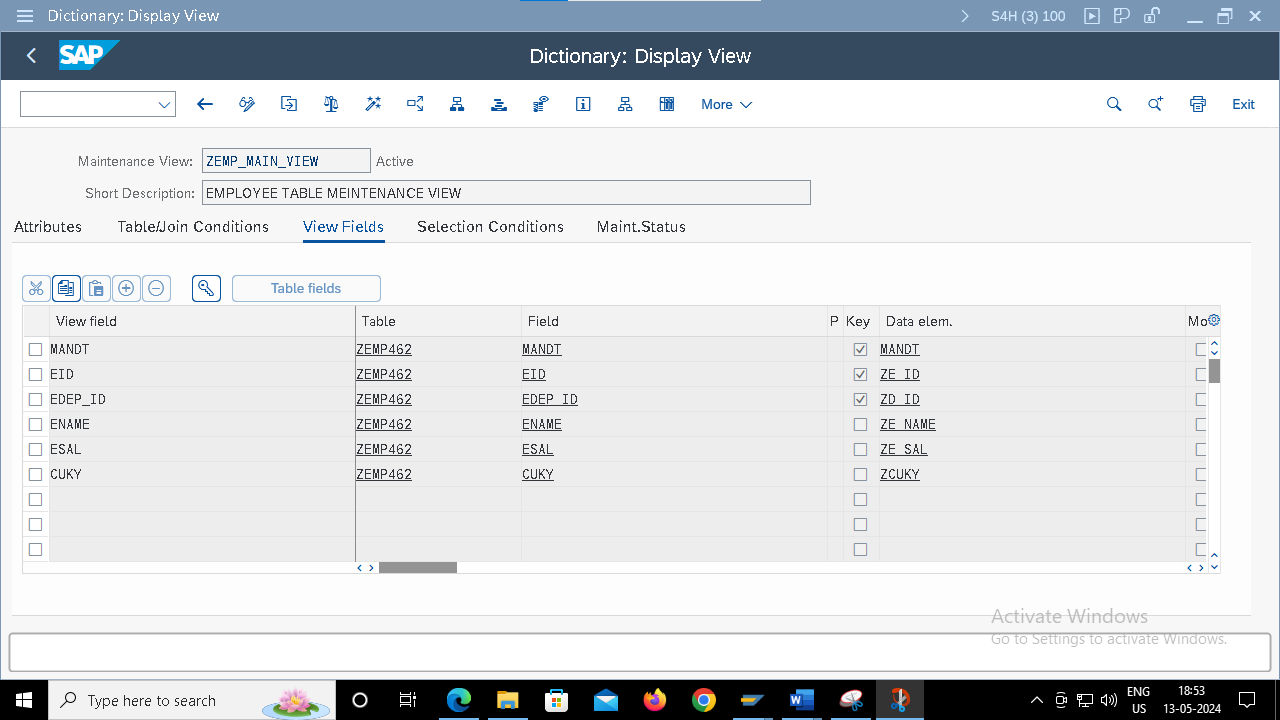 Dictionary: Display View
S4H (3) 100
SAP
Dictionary: Display View
More
Exit
Maintenance View: ZEMP_MAIN_VIEW Active
Short Description: EMPLOYEE TABLE MEINTENANCE VIEW
Attributes Table/Join Conditions View Fields Selection Conditions Maint.Status
Table fields
View field Table Field P Key Data elem. Mo
MANDT ZEMP462 MANDT MANDT
EID ZEMP462 EID ZE_ID
EDEP_ID ZEMP462 EDEP_ID ZD_ID
ENAME ZEMP462 ENAME ZE_NAME
ESAL ZEMP462 ESAL ZE_SAL
CUKY ZEMP462 CUKY ZCUKY
Activate Windows
Go to Settings to activate Windows.
Type here to search
ENG
US
18:53
13-05-2024